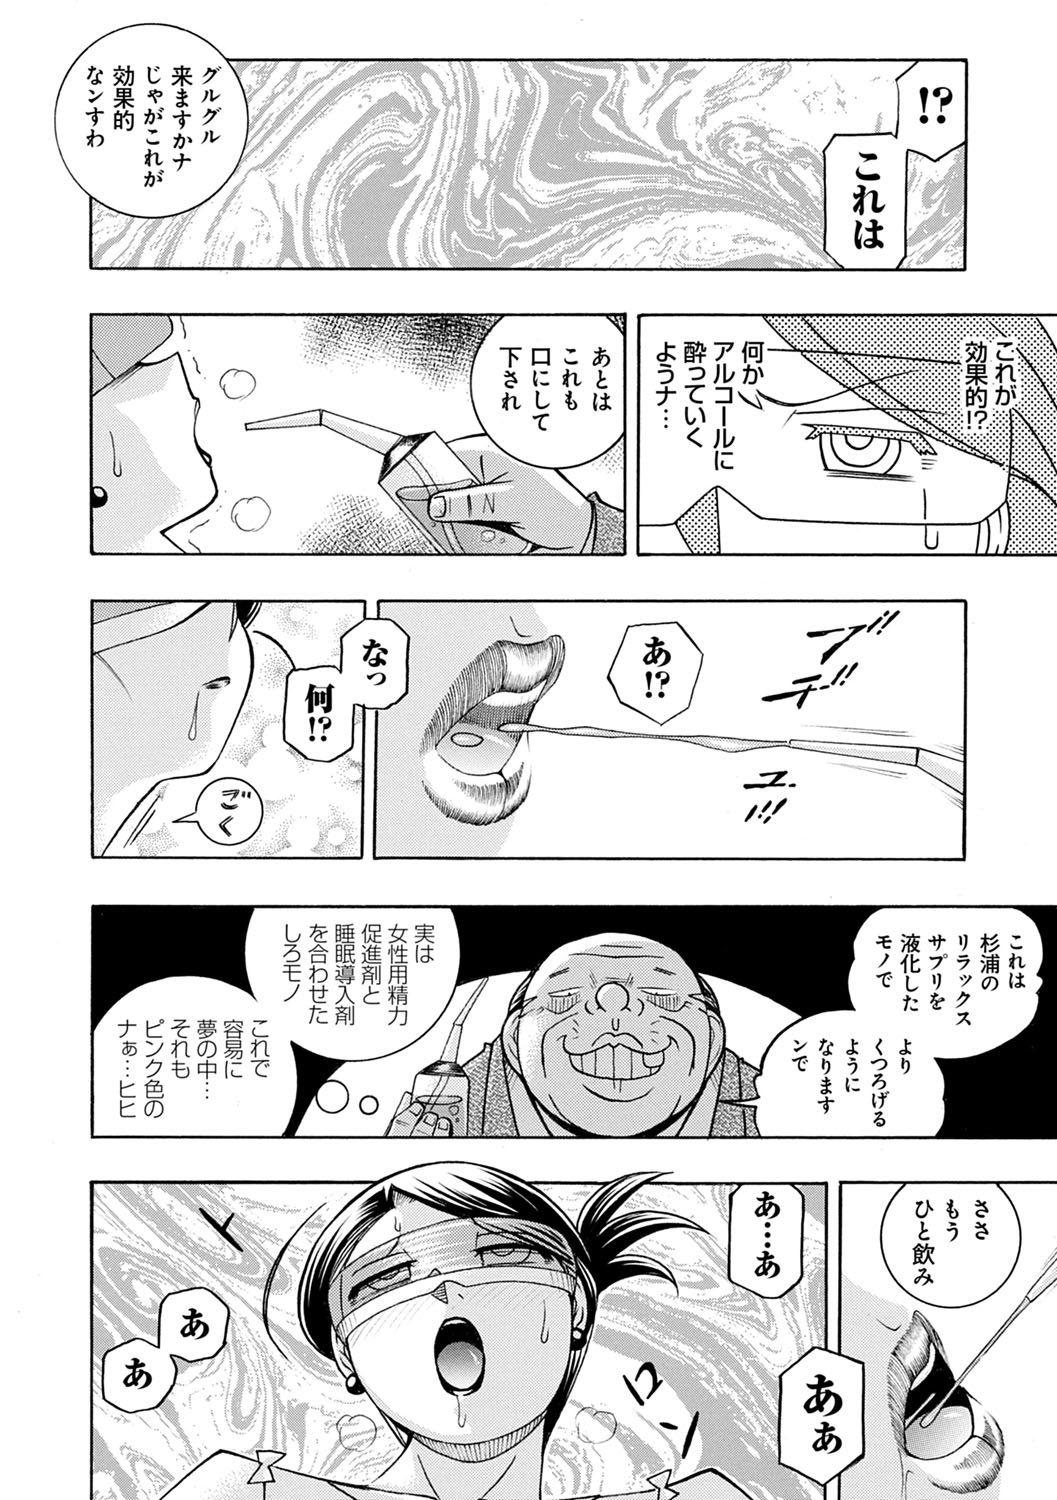 !?
これは
グルグル
来ますかナ
じゃがこれが
効果的
なンすわ
これが
効果的!?
何か
アルコールに
酔っていく
ようナ…
あとは
これも
口にして
下され
あ!?
プ!!
チ!!
ュ
!!!
なっ
何!?
ごく
これは
杉浦の
リラックス
サプリを
液化した
モノで
より
くつろげる
ように
なります
ンで
実は
女性用精力
促進剤と
睡眠導入剤
を合わせた
しろモノ
これで
容易に
夢の中…
それも
ピンク色の
ナぁ…ヒヒ
ささ
もう
ひと飲み
あ…あ
ああ
あ
あ